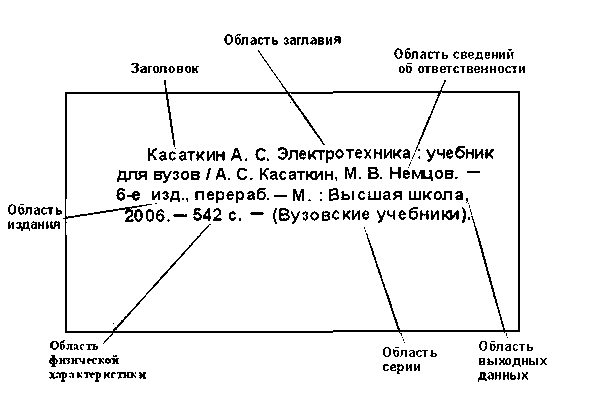 Область заглавия
Заголовок
Область сведений
об ответственности
Касаткин А. С. Электротехника : учебник
для вузов / А. С. Касаткин, М. В. Немцов. —
6-е изд., перераб. — М. : Высшая школа,
2006. — 542 с. — (Вузовские учебники).
Область
издания
Область
физической
характеристики
Область
серии
Область
выходных
данных